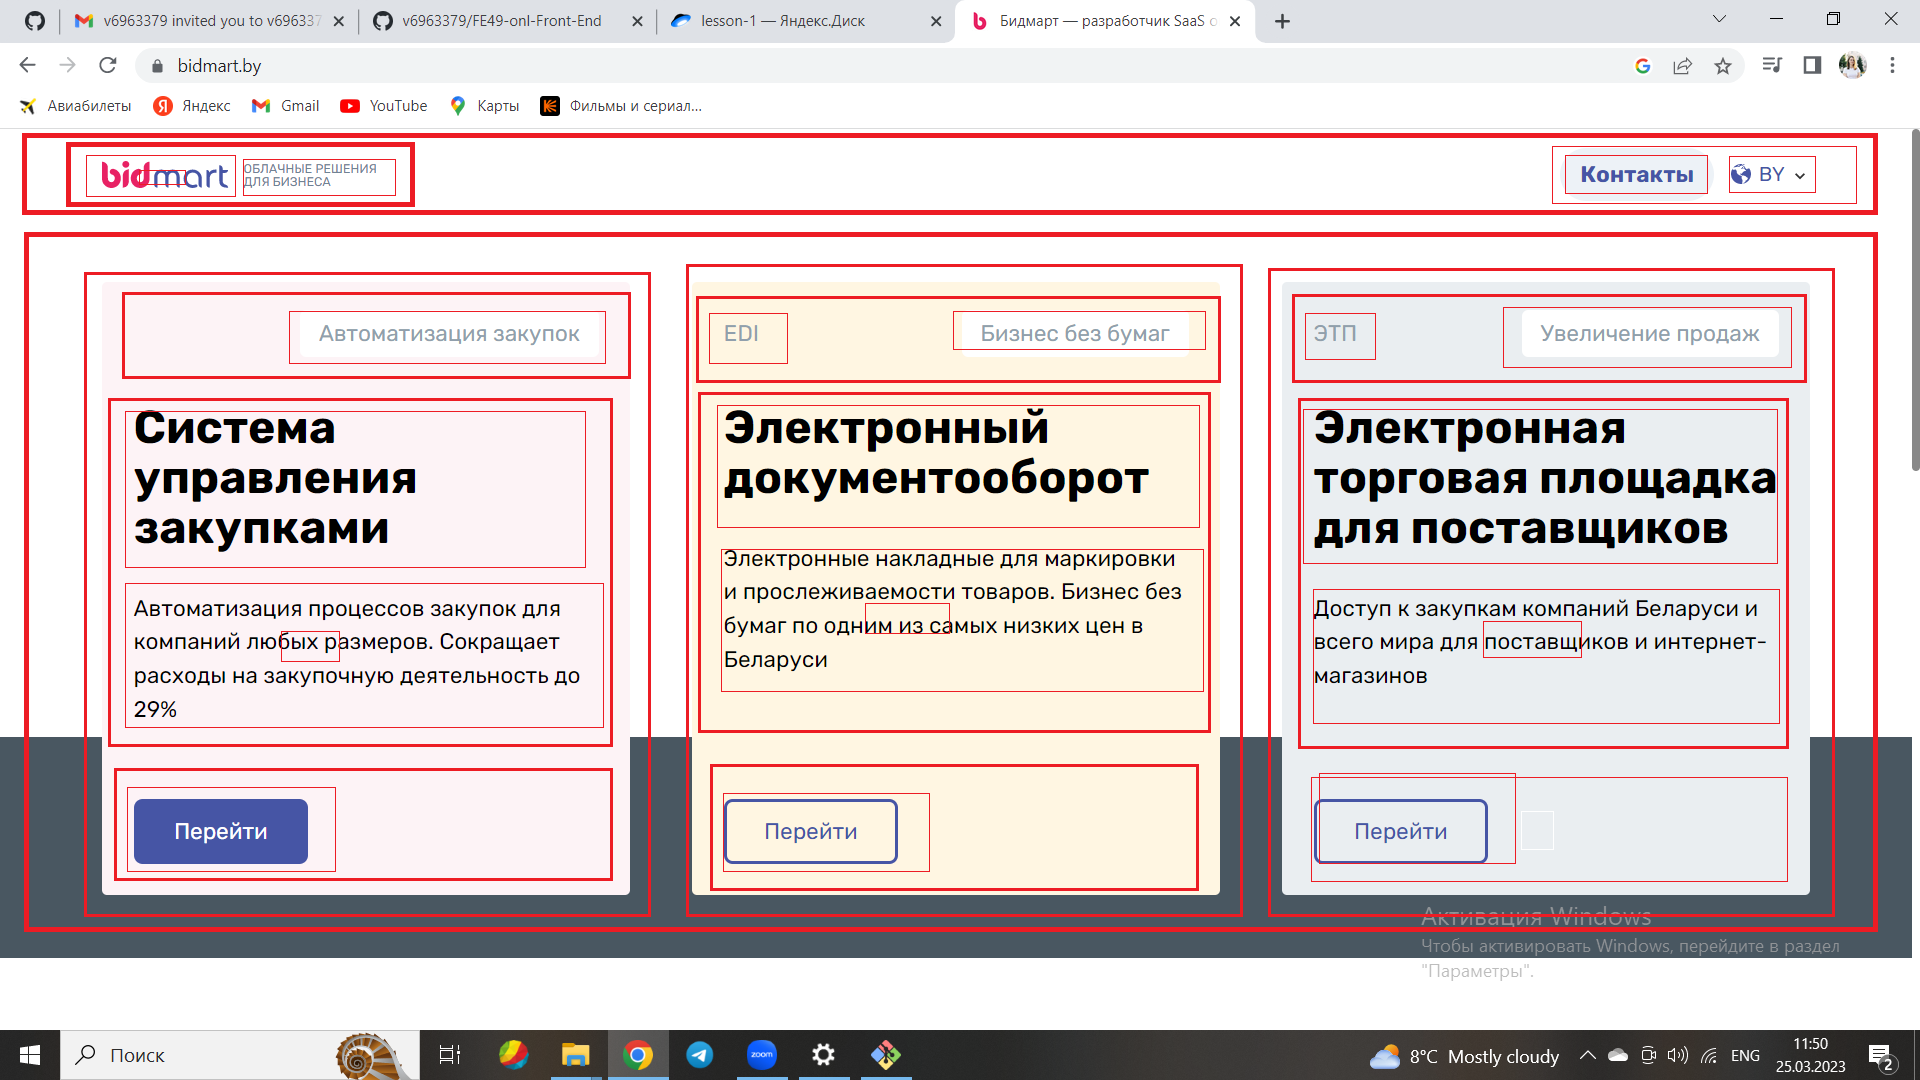 v6963379 invited you to v696337
v6963379/FE49-onl-Front-End
lesson-1 — Яндекс.Диск
Бидмарт — разработчик SaaS о
bidmart.by
Авиабилеты
Яндекс
Gmail
YouTube
Карты
Фильмы и сериал...
bidmart
ОБЛАЧНЫЕ РЕШЕНИЯ
ДЛЯ БИЗНЕСА
Контакты
BY
Автоматизация закупок
Система
управления
закупками
Автоматизация процессов закупок для
компаний любых размеров. Сокращает
расходы на закупочную деятельность до
29%
Перейти
EDI
Бизнес без бумаг
Электронный
документооборот
Электронные накладные для маркировки
и прослеживаемости товаров. Бизнес без
бумаг по одним из самых низких цен в
Беларуси
Перейти
ЭТП
Увеличение продаж
Электронная
торговая площадка
для поставщиков
Доступ к закупкам компаний Беларуси и
всего мира для поставщиков и интернет-
магазинов
Перейти
Активация Windows
Чтобы активировать Windows, перейдите в раздел
"Параметры".
Поиск
zoom
8°C Mostly cloudy
ENG
11:50
25.03.2023
2